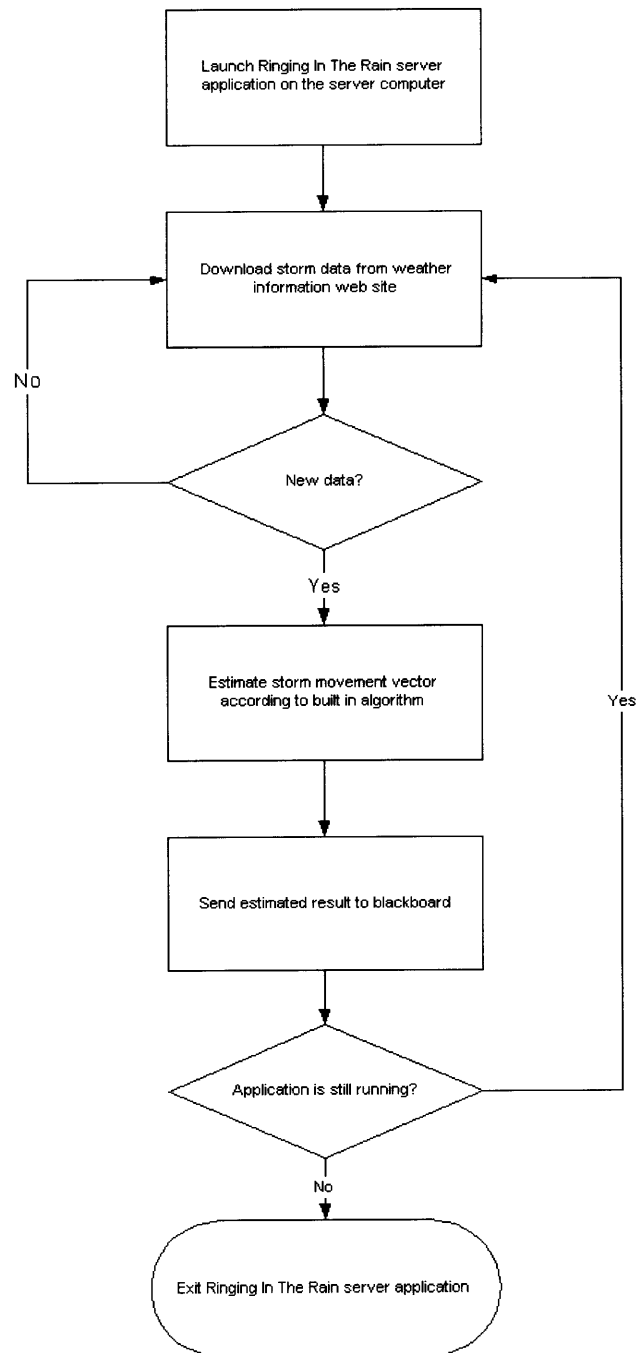 Launch Ringing In The Rain server
application on the server computer
Download storm data from weather
information web site
No
New data?
Yes
Estimate storm movement vector
according to built in algorithm
Yes
Send estimated result to blackboard
Application is still running?
No
Exit Ringing In The Rain server application